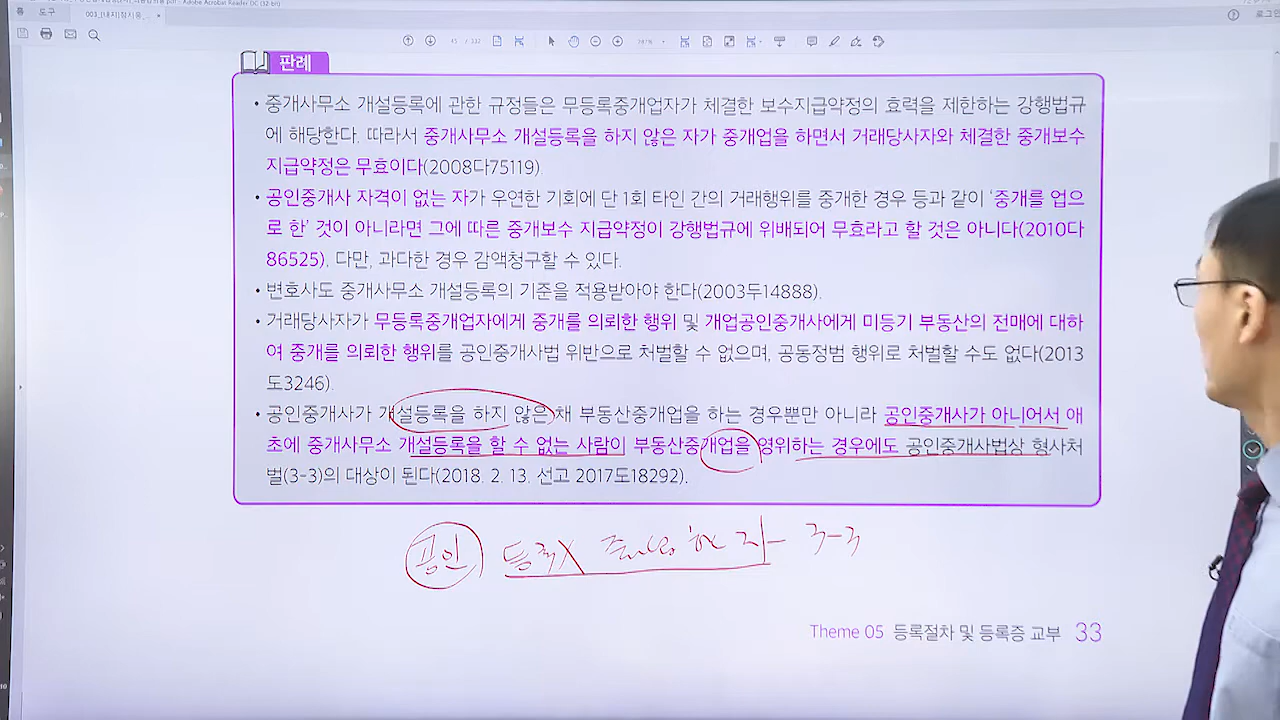 도구
003_(내지)잠시중_...
45 / 332
로그인
판례
• 중개사무소 개설등록에 관한 규정들은 무등록중개업자가 체결한 보수지급약정의 효력을 제한하는 강행법규
에 해당한다. 따라서 중개사무소 개설등록을 하지 않은 자가 중개업을 하면서 거래당사자와 체결한 중개보수
지급약정은 무효이다(2008다75119).
• 공인중개사 자격이 없는 자가 우연한 기회에 단 1회 타인 간의 거래행위를 중개한 경우 등과 같이 ‘중개를 업으
로 한’ 것이 아니라면 그에 따른 중개보수 지급약정이 강행법규에 위배되어 무효라고 할 것은 아니다(2010다
86525). 다만, 과다한 경우 감액청구할 수 있다.
• 변호사도 중개사무소 개설등록의 기준을 적용받아야 한다(2003두14888).
• 거래당사자가 무등록중개업자에게 중개를 의뢰한 행위 및 개업공인중개사에게 미등기 부동산의 전매에 대하
여 중개를 의뢰한 행위를 공인중개사법 위반으로 처벌할 수 없으며, 공동정범 행위로 처벌할 수도 없다(2013
도3246).
• 공인중개사가 개설등록을 하지 않은 채 부동산중개업을 하는 경우뿐만 아니라 공인중개사가 아니어서 애
초에 중개사무소 개설등록을 할 수 없는 사람이 부동산중개업을 영위하는 경우에도 공인중개사법상 형사처
벌(3-3)의 대상이 된다(2018. 2. 13. 선고 2017도18292).
공인 등록X 한 자 - 3-3
Theme 05 등록절차 및 등록증 교부 33